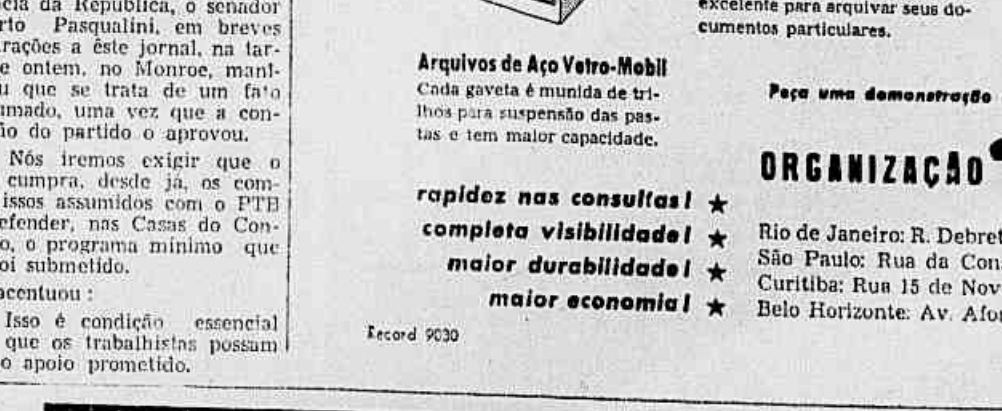 cia da República, o senador
rto Pasqualini, em breves
rações a êste jornal, na tar-
e ontem, no Monroe, mani-
u que se trata de um fato
umado, uma vez que a con-
ão do partido o aprovou.
Nós iremos exigir que o
cumpra, desde já, os com-
issos assumidos com o PTB
efender, nas Casas do Con-
o, o programa mínimo que
oi submetido.
acentuou :
Isso é condição essencial
que os trabalhistas possam
o apoio prometido.
Arquivos de Aço Vetro-Mobil
Cada gaveta é munida de tri-
lhos para suspensão das pas-
tas e tem maior capacidade.
rapidez nas consultas! ★
completa visibilidade! ★
maior durabilidade! ★
maior economia! ★
Record 9030
excelente para arquivar seus do-
cumentos particulares.
Peça uma demonstração
ORGANIZAÇÃO
Rio de Janeiro: R. Debret
São Paulo: Rua da Con
Curitiba: Rua 15 de Nov
Belo Horizonte: Av. Afon